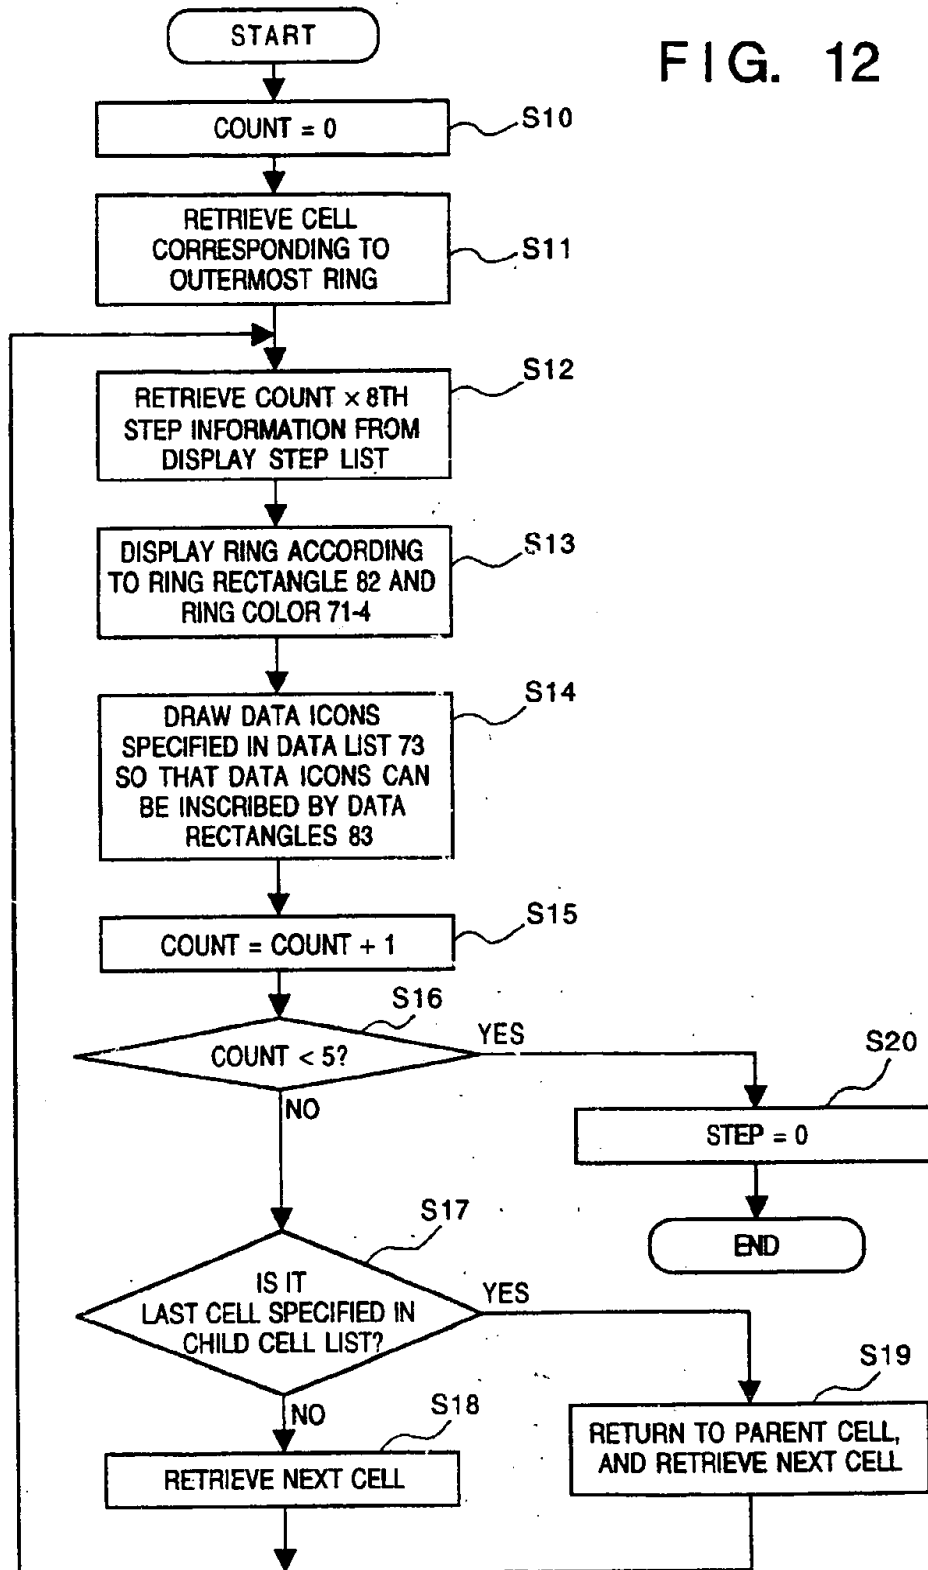 START
FIG. 12
COUNT = 0
S10
RETRIEVE CELL
CORRESPONDING TO
OUTERMOST RING
S11
S12
RETRIEVE COUNT × 8TH
STEP INFORMATION FROM
DISPLAY STEP LIST
S13
DISPLAY RING ACCORDING
TO RING RECTANGLE 82 AND
RING COLOR 71-4
S14
DRAW DATA ICONS
SPECIFIED IN DATA LIST 73
SO THAT DATA ICONS CAN
BE INSCRIBED BY DATA
RECTANGLES 83
S15
COUNT = COUNT + 1
S16
COUNT < 5?
YES
NO
S20
STEP = 0
END
S17
IS IT
LAST CELL SPECIFIED IN
CHILD CELL LIST?
YES
NO
S18
RETRIEVE NEXT CELL
S19
RETURN TO PARENT CELL,
AND RETRIEVE NEXT CELL